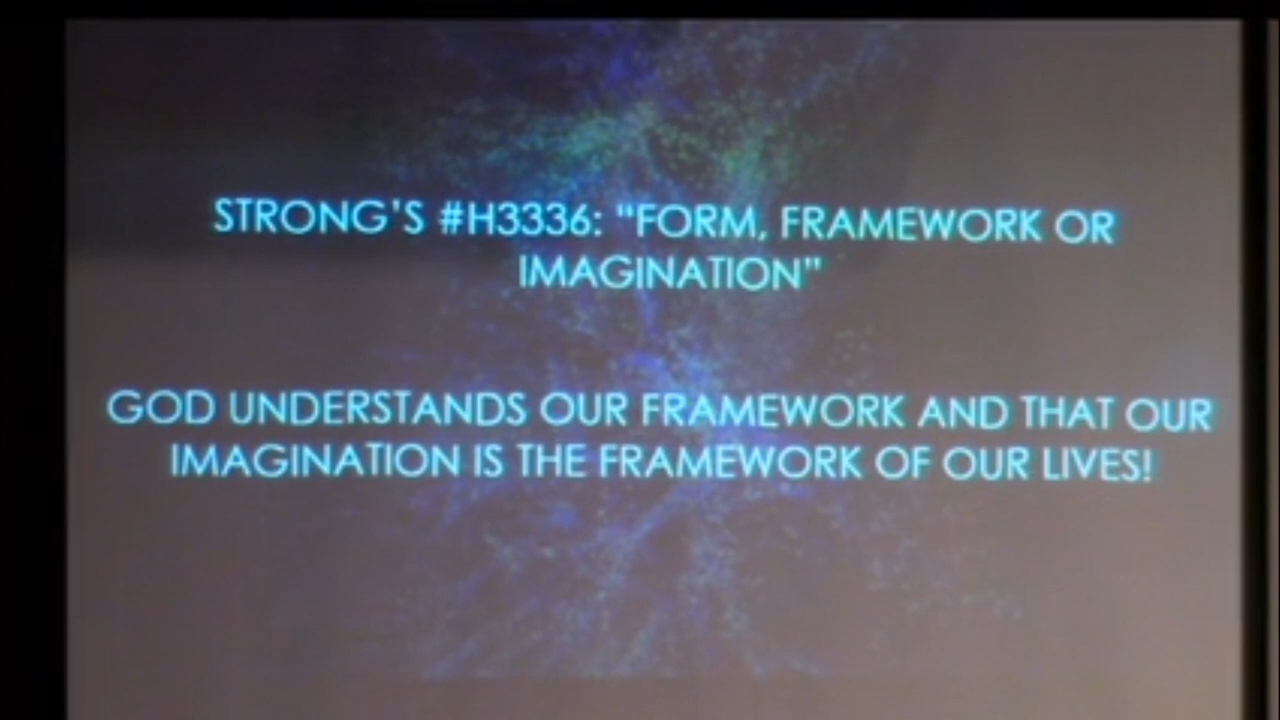 STRONG'S #H3336: "FORM, FRAMEWORK OR
IMAGINATION"
GOD UNDERSTANDS OUR FRAMEWORK AND THAT OUR
IMAGINATION IS THE FRAMEWORK OF OUR LIVES!